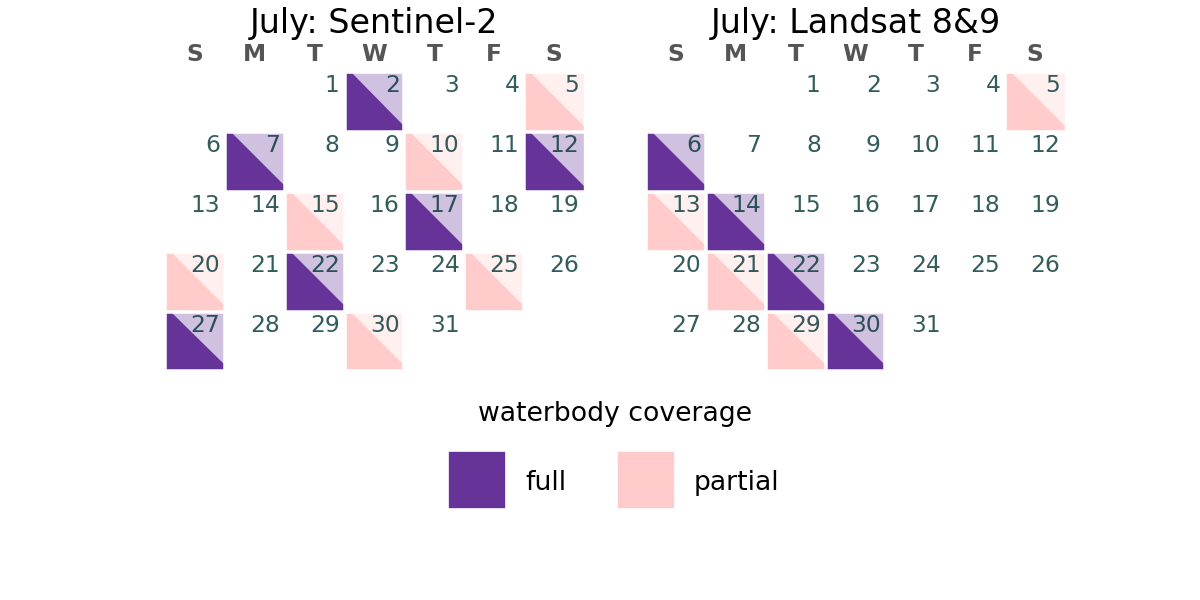 July: Sentinel-2
S M T W T F S
1 2 3 4 5
6 7 8 9 10 11 12
13 14 15 16 17 18 19
20 21 22 23 24 25 26
27 28 29 30 31
July: Landsat 8&9
S M T W T F S
1 2 3 4 5
6 7 8 9 10 11 12
13 14 15 16 17 18 19
20 21 22 23 24 25 26
27 28 29 30 31
waterbody coverage
full partial